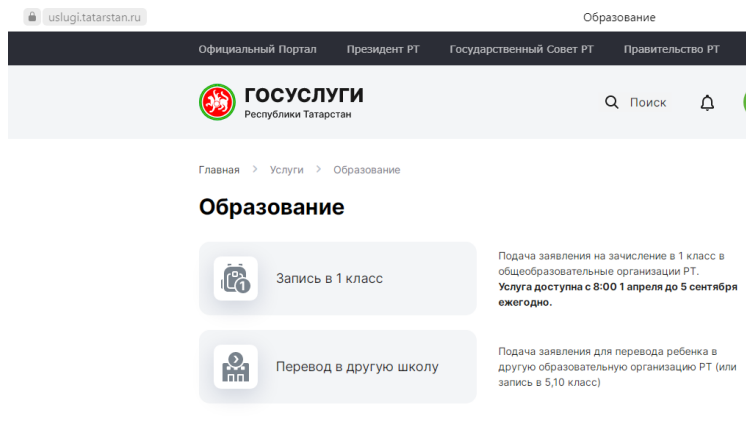 uslugi.tatarstan.ru
Образование
Официальный Портал Президент РТ Государственный Совет РТ Правительство РТ
ГОСУСЛУГИ
Республики Татарстан
Поиск
Главная > Услуги > Образование
Образование
1
Запись в 1 класс
Подача заявления на зачисление в 1 класс в
общеобразовательные организации РТ.
Услуга доступна с 8:00 1 апреля до 5 сентября
ежегодно.
Перевод в другую школу
Подача заявления для перевода ребенка в
другую образовательную организацию РТ (или
запись в 5,10 класс)